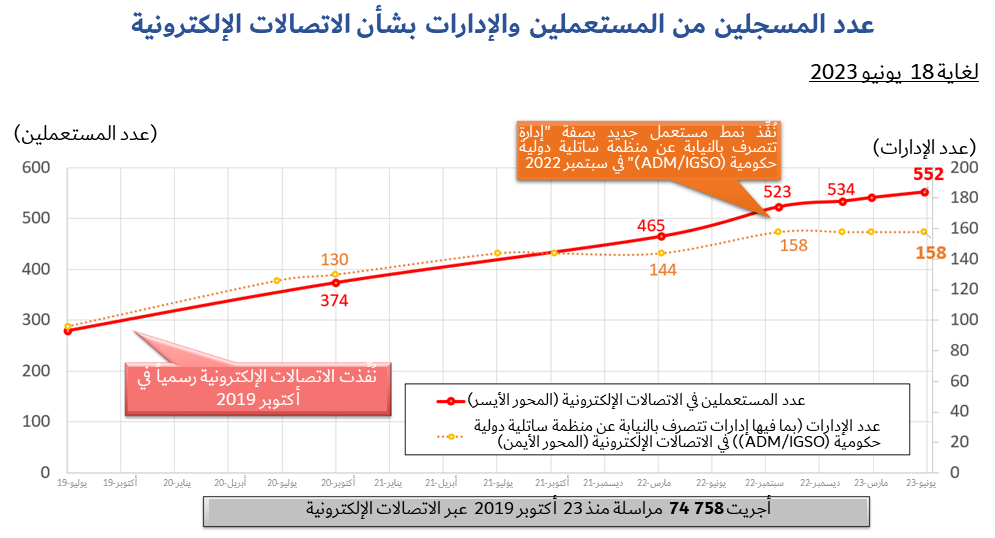 عدد المسجلين من المستعملين والإدارات بشأن الاتصالات الإلكترونية
لغاية 18 يونيو 2023
(عدد المستعملين)
(عدد الإدارات)
نُفِّذ نمط مستعمل جديد بصفة "إدارة
تتصرف بالنيابة عن منظمة ساتلية دولية
حكومية (ADM/IGSO)" في سبتمبر 2022
600
500
400
300
200
100
0
200
180
160
140
120
100
80
60
40
20
0
374
465
523
534
552
130
144
158
158
نُفِّذت الاتصالات الإلكترونية رسمياً في
أكتوبر 2019
عدد المستعملين في الاتصالات الإلكترونية (المحور الأيسر)
عدد الإدارات (بما فيها إدارات تتصرف بالنيابة عن منظمة ساتلية دولية
حكومية (ADM/IGSO)) في الاتصالات الإلكترونية (المحور الأيمن)
يوليو-19
أكتوبر-19
يناير-20
أبريل-20
يوليو-20
أكتوبر-20
يناير-21
أبريل-21
يوليو-21
أكتوبر-21
ديسمبر-21
مارس-22
يونيو-22
سبتمبر-22
ديسمبر-22
مارس-23
يونيو-23
أجريت 758 74 مراسلة منذ 23 أكتوبر 2019 عبر الاتصالات الإلكترونية